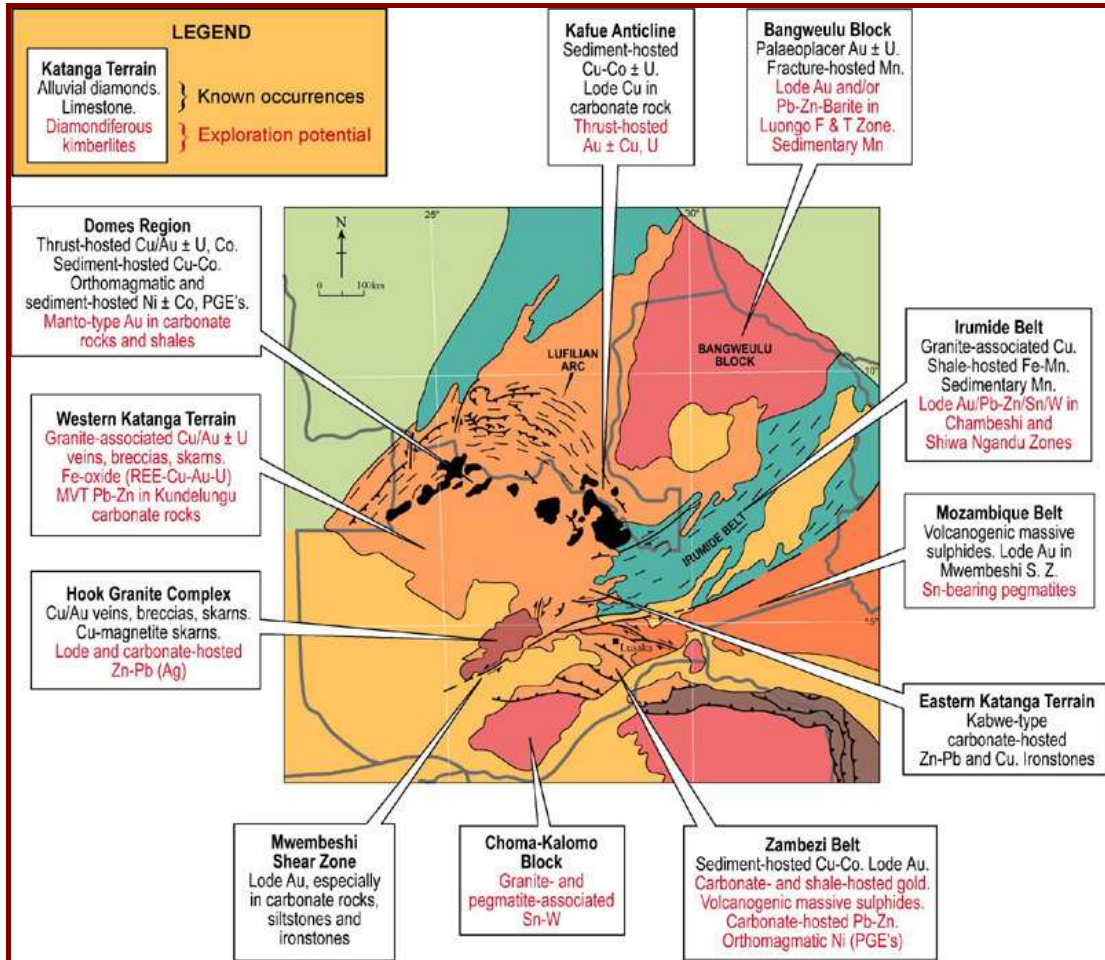 LEGEND
Katanga Terrain
Alluvial diamonds.
Limestone.
Diamondiferous
kimberlites
} Known occurrences
} Exploration potential
Kafue Anticline
Sediment-hosted
Cu-Co ± U.
Lode Cu in
carbonate rock
Thrust-hosted
Au ± Cu, U
Bangweulu Block
Palaeoplacer Au ± U.
Fracture-hosted Mn.
Lode Au and/or
Pb-Zn-Barite in
Luongo F & T Zone.
Sedimentary Mn
Domes Region
Thrust-hosted Cu/Au ± U, Co.
Sediment-hosted Cu-Co.
Orthomagmatic and
sediment-hosted Ni ± Co, PGE's.
Manto-type Au in carbonate
rocks and shales
Western Katanga Terrain
Granite-associated Cu/Au ± U
veins, breccias, skarns.
Fe-oxide (REE-Cu-Au-U)
MVT Pb-Zn in Kundelungu
carbonate rocks
Hook Granite Complex
Cu/Au veins, breccias, skarns.
Cu-magnetite skarns.
Lode and carbonate-hosted
Zn-Pb (Ag)
25°
30°
N
0 100km
LUFILIAN
ARC
BANGWEULU
BLOCK
10°
IRUMIDE BELT
15°
Lusaka
Irumide Belt
Granite-associated Cu.
Shale-hosted Fe-Mn.
Sedimentary Mn.
Lode Au/Pb-Zn/Sn/W in
Chambeshi and
Shiwa Ngandu Zones
Mozambique Belt
Volcanogenic massive
sulphides. Lode Au in
Mwembeshi S. Z.
Sn-bearing pegmatites
Eastern Katanga Terrain
Kabwe-type
carbonate-hosted
Zn-Pb and Cu. Ironstones
Mwembeshi
Shear Zone
Lode Au, especially
in carbonate rocks,
siltstones and
ironstones
Choma-Kalomo
Block
Granite- and
pegmatite-associated
Sn-W
Zambezi Belt
Sediment-hosted Cu-Co. Lode Au.
Carbonate- and shale-hosted gold.
Volcanogenic massive sulphides.
Carbonate-hosted Pb-Zn.
Orthomagmatic Ni (PGE's)